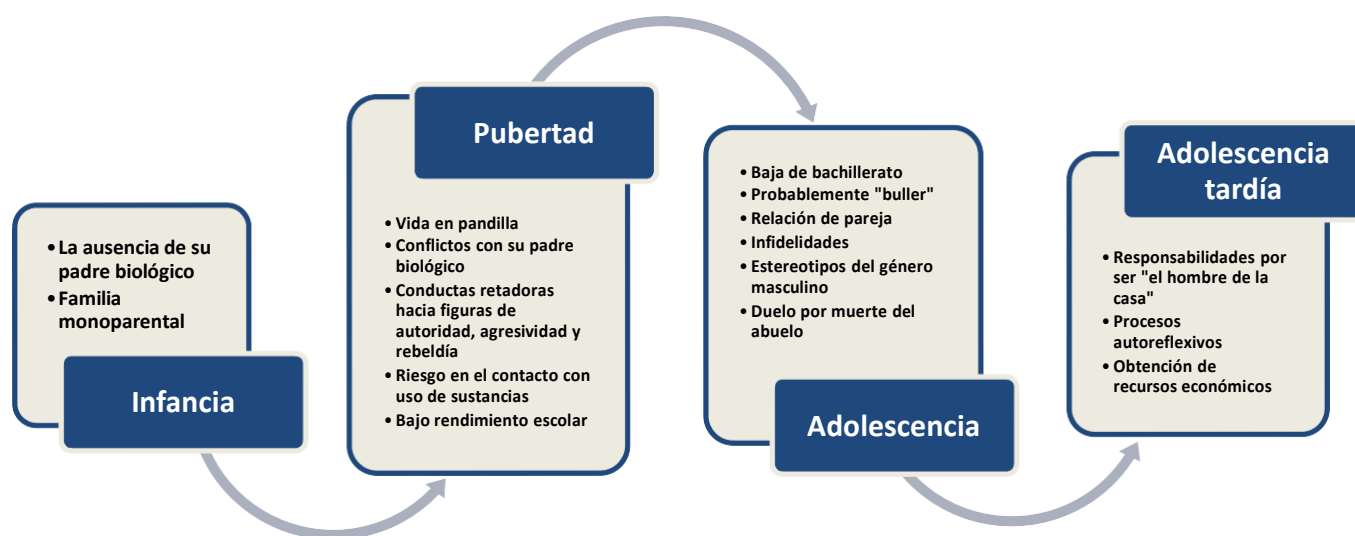 • La ausencia de su
padre biológico
• Familia
monoparental
Infancia
Pubertad
• Vida en pandilla
• Conflictos con su padre
biológico
• Conductas retadoras
hacia figuras de
autoridad, agresividad y
rebeldía
• Riesgo en el contacto con
uso de sustancias
• Bajo rendimiento escolar
• Baja de bachillerato
• Probablemente "buller"
• Relación de pareja
• Infidelidades
• Estereotipos del género
masculino
• Duelo por muerte del
abuelo
Adolescencia
Adolescencia
tardía
• Responsabilidades por
ser "el hombre de la
casa"
• Procesos
autoreflexivos
• Obtención de
recursos económicos